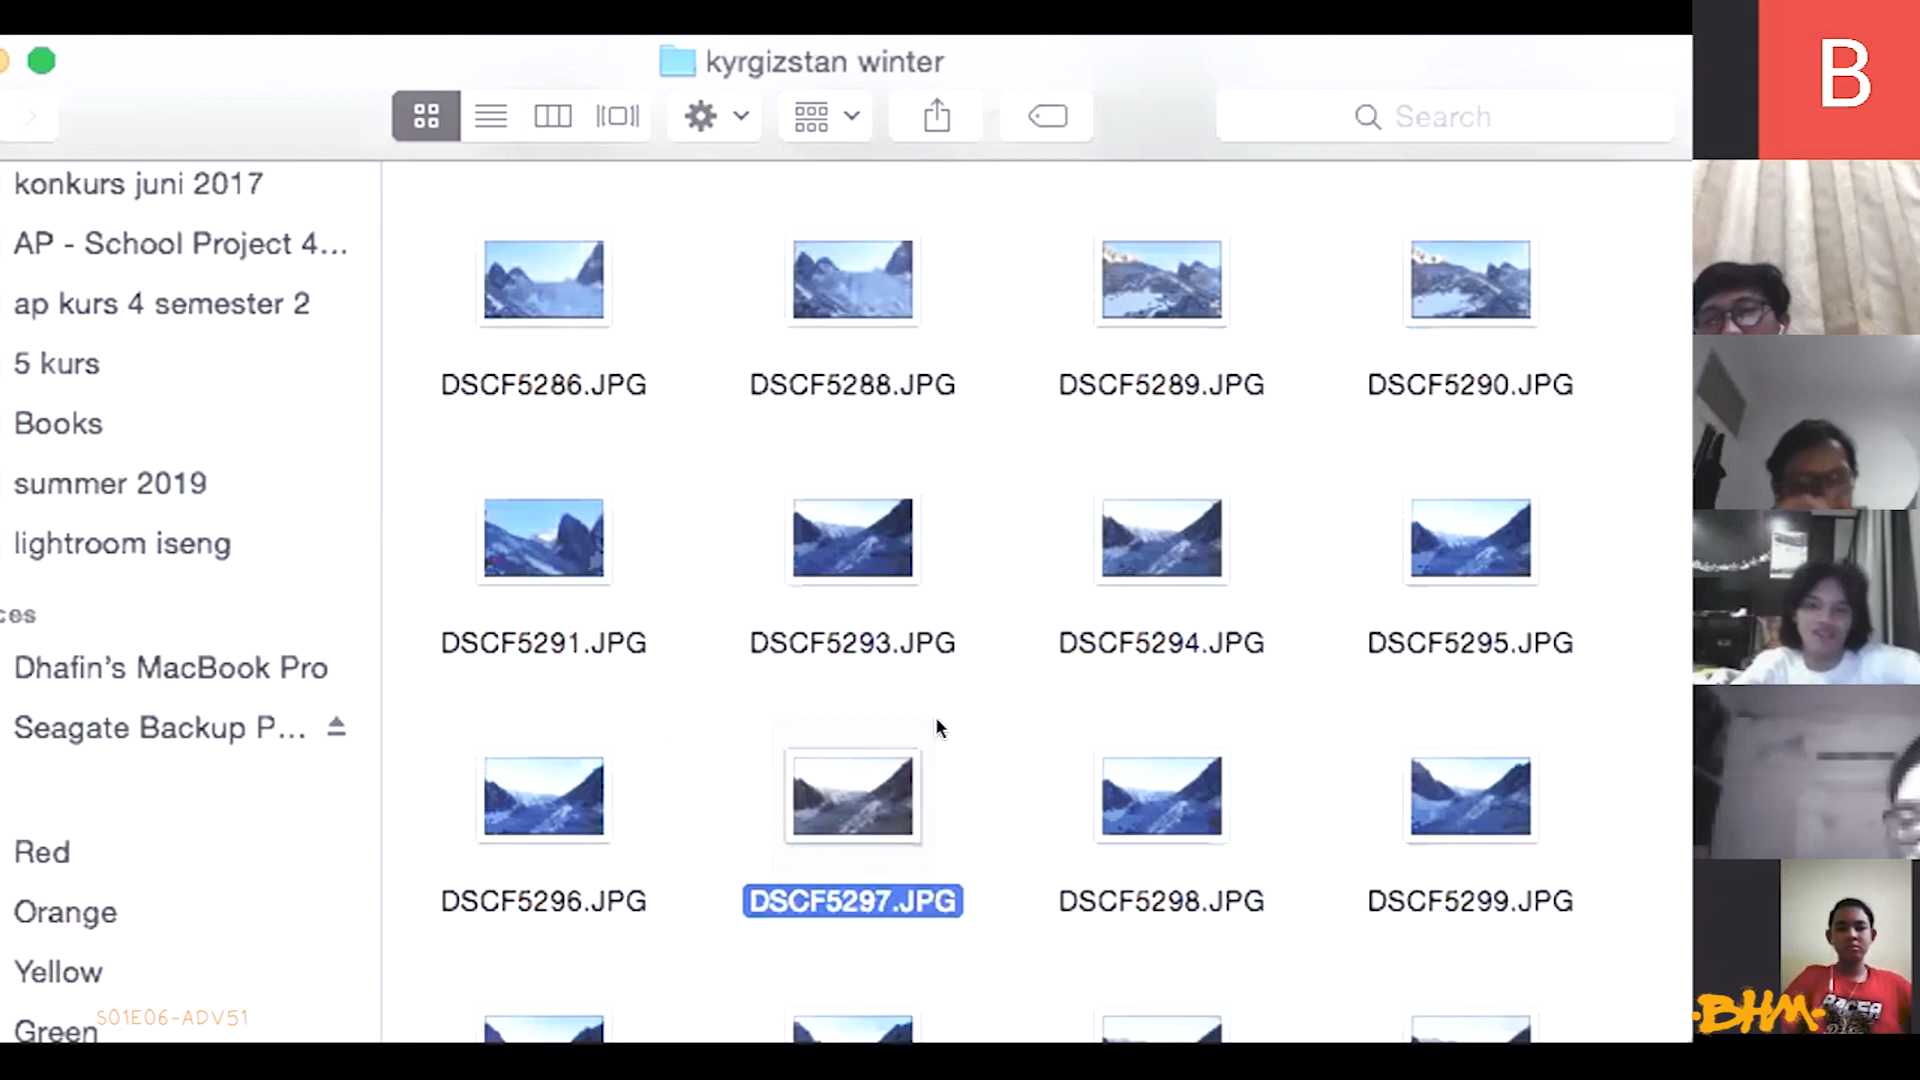 kyrgizstan winter
B
Search
konkurs juni 2017
AP - School Project 4...
ap kurs 4 semester 2
5 kurs
Books
summer 2019
lightroom iseng
ces
Dhafin's MacBook Pro
Seagate Backup P...
Red
Orange
Yellow
Green
DSCF5286.JPG
DSCF5288.JPG
DSCF5289.JPG
DSCF5290.JPG
DSCF5291.JPG
DSCF5293.JPG
DSCF5294.JPG
DSCF5295.JPG
DSCF5296.JPG
DSCF5297.JPG
DSCF5298.JPG
DSCF5299.JPG
S01E06-ADV51
BHM
RACER